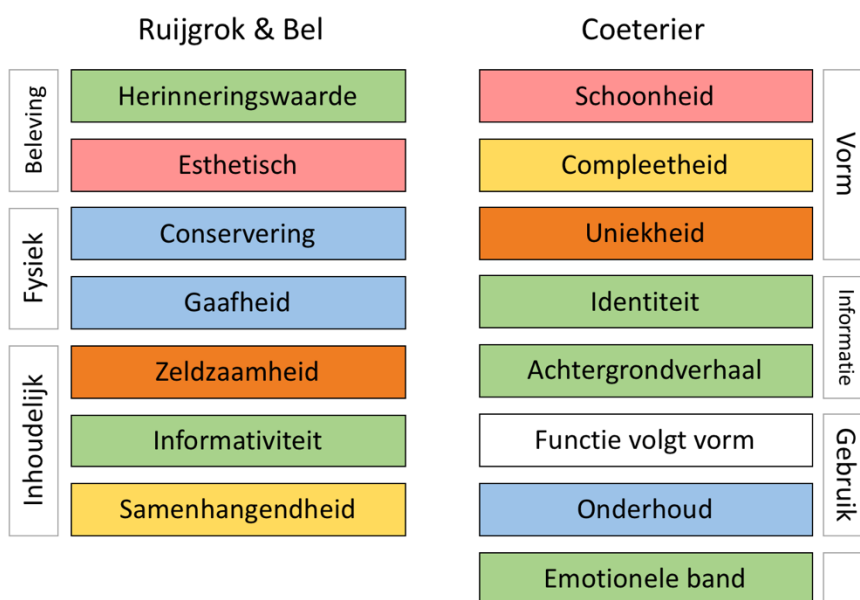 Ruijgrok & Bel
Beleving
Herinneringswaarde
Esthetisch
Fysiek
Conservering
Gaafheid
Inhoudelijk
Zeldzaamheid
Informativiteit
Samenhangendheid
Coeterier
Schoonheid
Compleetheid
Uniekheid
Vorm
Identiteit
Achtergrondverhaal
Informatie
Functie volgt vorm
Onderhoud
Gebruik
Emotionele band